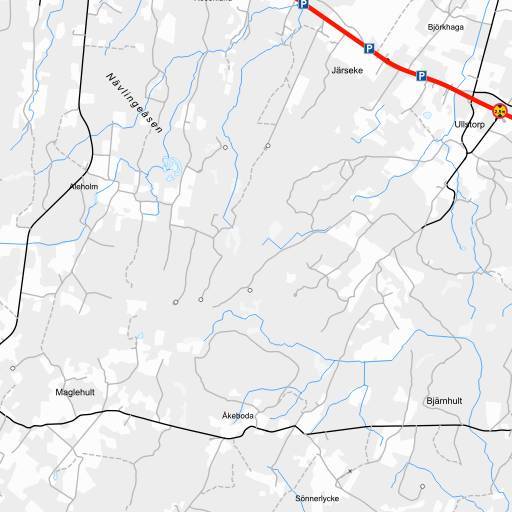 P
Björkhaga
P
Järseke
P
Nävlingeåsen
Ullstorp
Aleholm
Maglehult
Bjärnhult
Åkeboda
Sönnerlycke